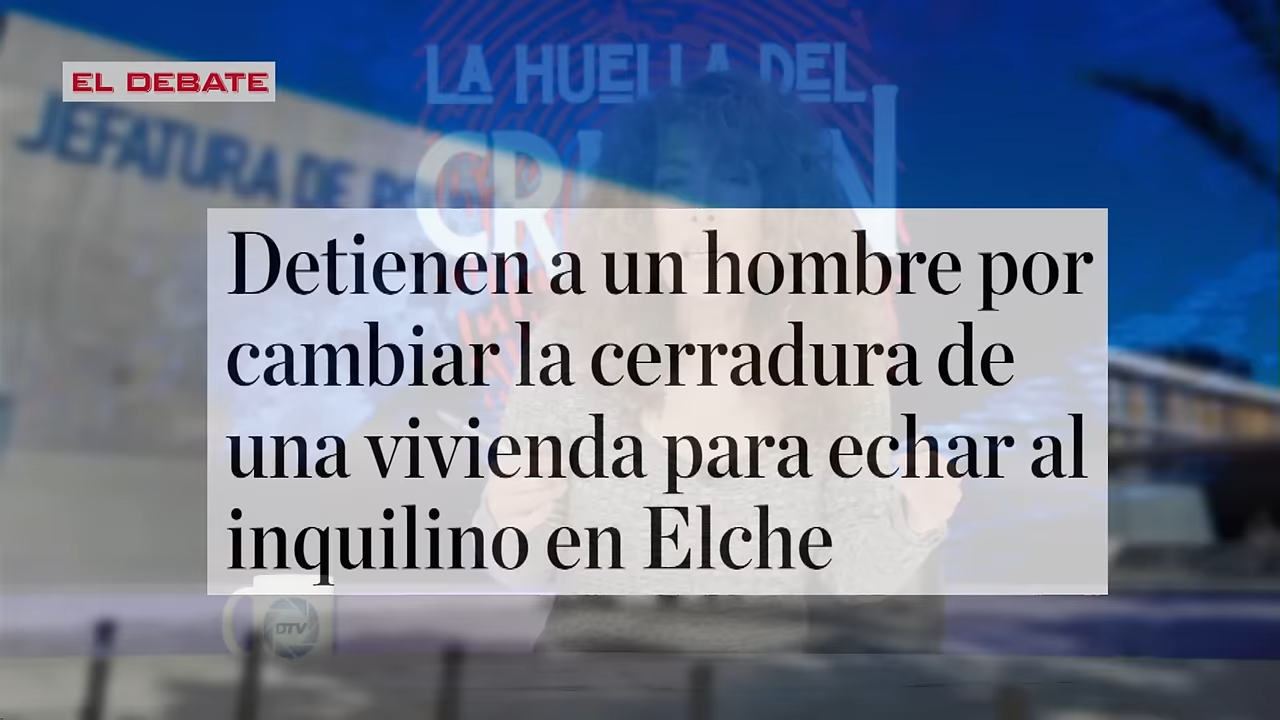 LA HUELLA DEL
EL DEBATE
JEFATURA DE
Detienen a un hombre por
cambiar la cerradura de
una vivienda para echar al
inquilino en Elche
DTV